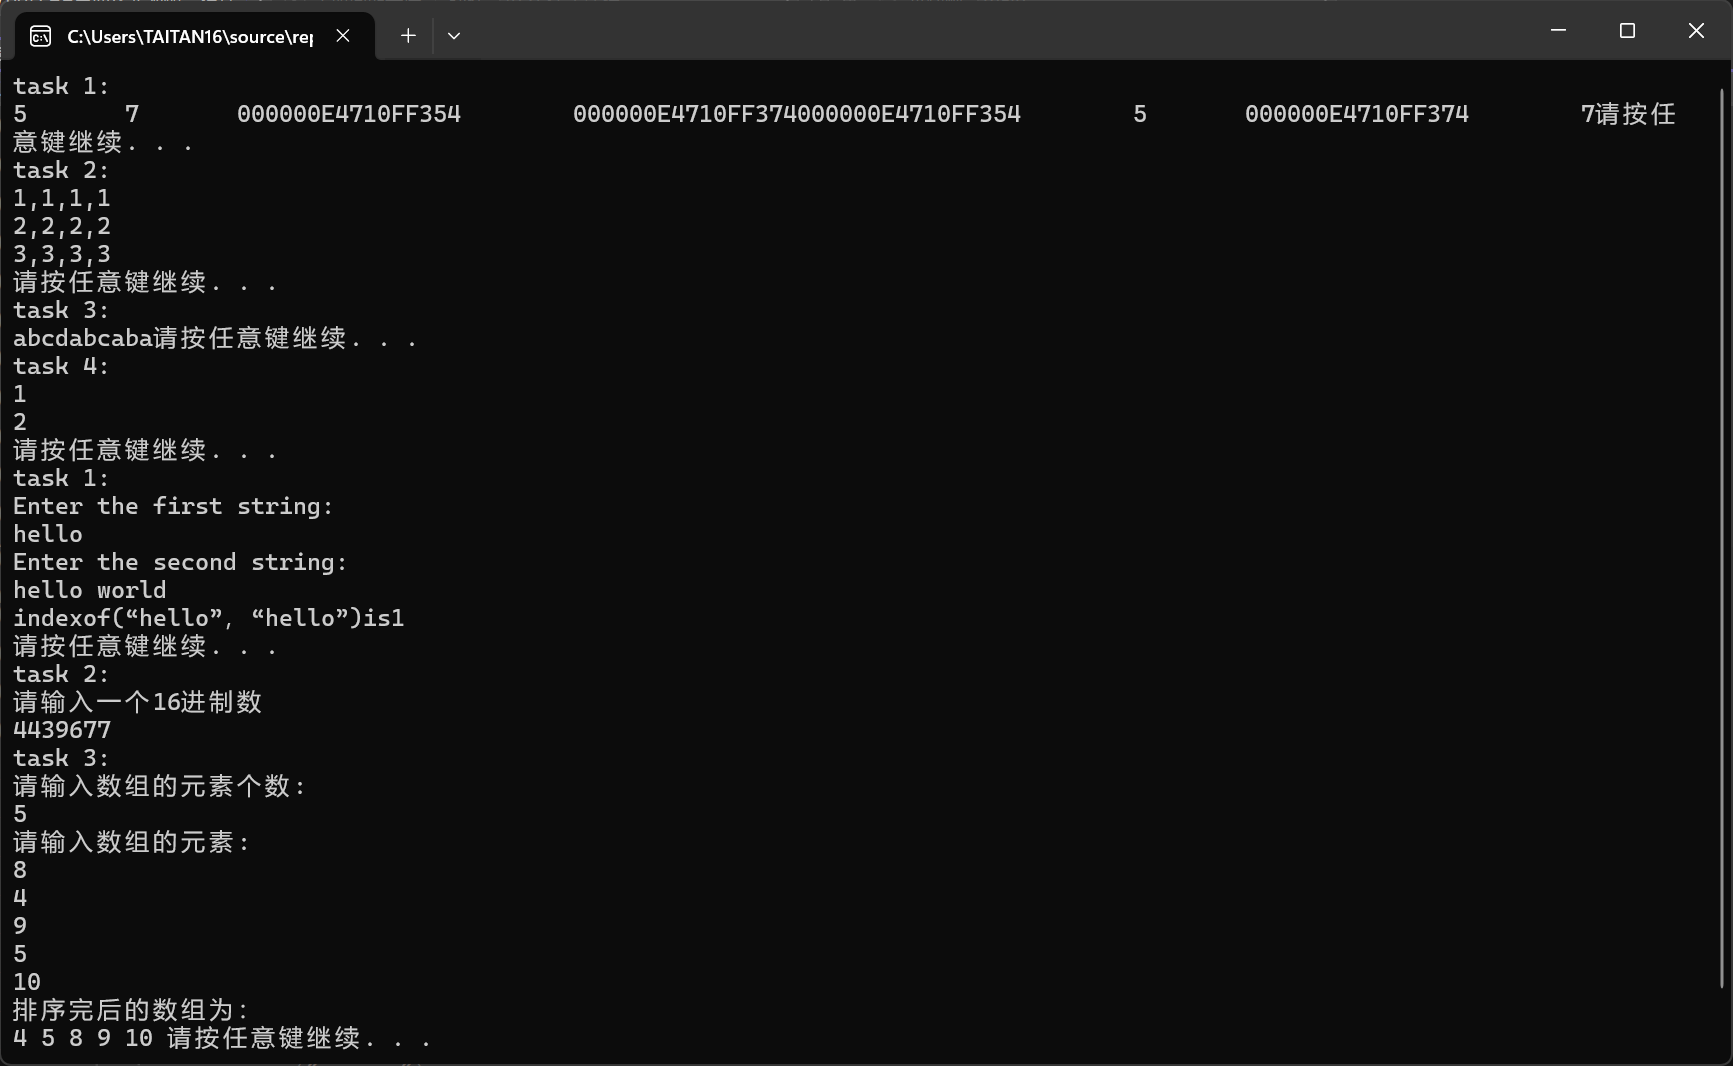 C:\Users\TAITAN16\source\rep
task 1:
5 7 000000E4710FF354 000000E4710FF374000000E4710FF354 5 000000E4710FF374 7请按任
意键继续. . .
task 2:
1,1,1,1
2,2,2,2
3,3,3,3
请按任意键继续. . .
task 3:
abcdabcaba请按任意键继续. . .
task 4:
1
2
请按任意键继续. . .
task 1:
Enter the first string:
hello
Enter the second string:
hello world
indexof(“hello”, “hello”)is1
请按任意键继续. . .
task 2:
请输入一个16进制数
4439677
task 3:
请输入数组的元素个数:
5
请输入数组的元素:
8
4
9
5
10
排序完后的数组为:
4 5 8 9 10 请按任意键继续. . .